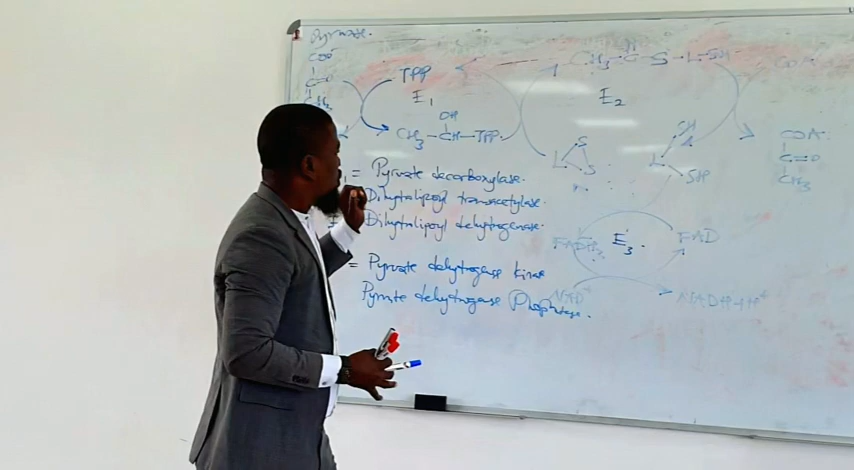 Pyruvate.
COO-
C=O
CH3
TPP
E1
OH
CH3-CH-TPP
CH3-C-S-L-SH
E2
CoA
S
L
S
SH
L
SH
COA
C=O
CH3
= Pyruvate decarboxylase.
Dihydrolipoyl transacetylase.
Dihydrolipoyl dehydrogenase.
= Pyruvate dehydrogenase kinase
Pyruvate dehydrogenase Phosphatase.
FADH2
E3.
FAD
NAD+
NADH+H+